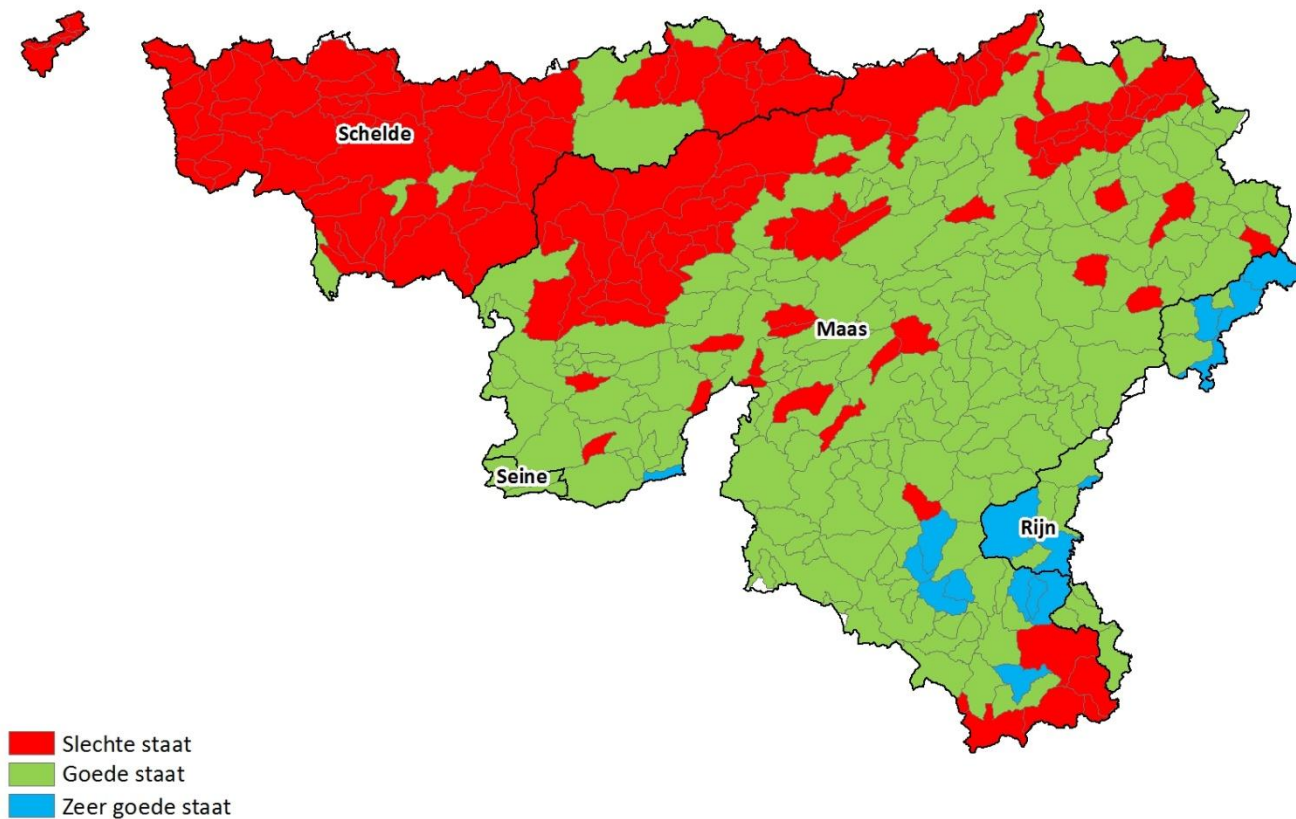 Schelde
Maas
Seine
Rijn
Slechte staat
Goede staat
Zeer goede staat